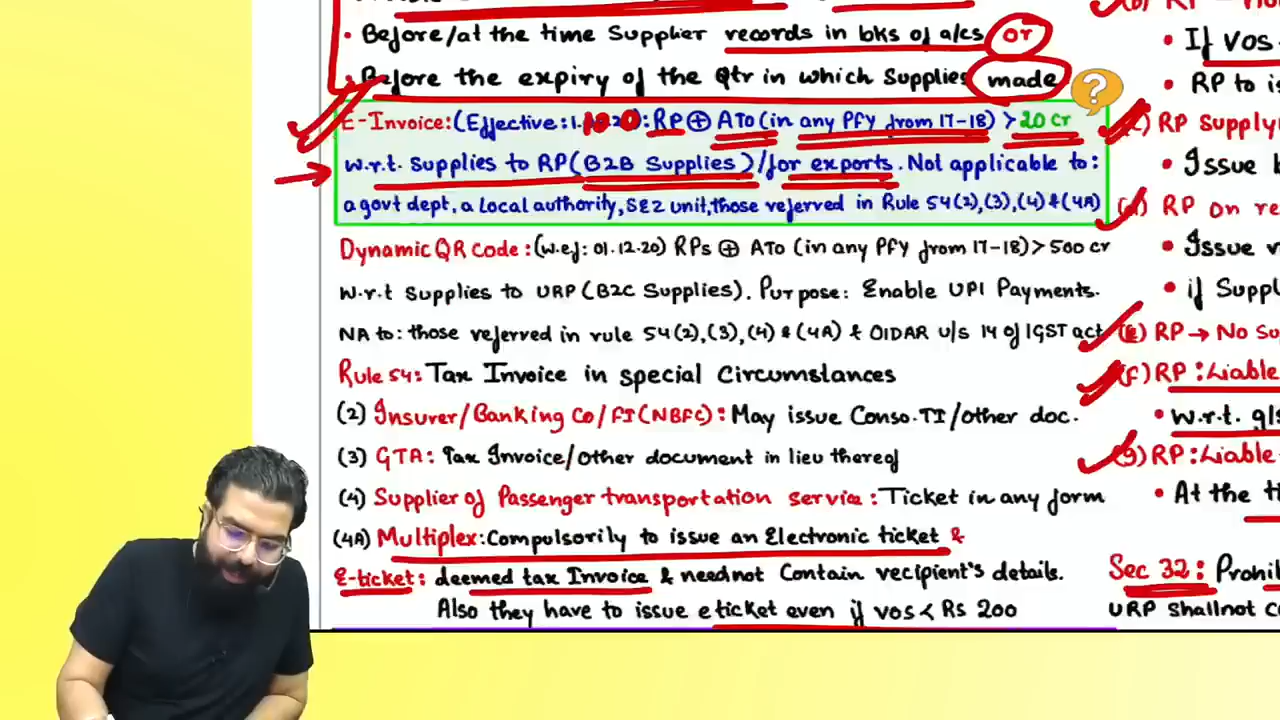 • Before/at the time Supplier records in bks of a/cs or
• Before the expiry of the Qtr in which Supplies made
?
E-Invoice:(Effective: RP ⊕ ATO (in any PFY from 17-18) > 20 Cr
w.r.t. supplies to RP(B2B Supplies)/for exports. Not applicable to:
a govt dept, a Local authority, SEZ unit, those referred in Rule 54(2),(3),(4)&(4A)
Dynamic QR Code: (w.e.f: 01.12.20) RPs ⊕ ATO (in any PFY from 17-18) > 500 cr
w.r.t Supplies to URP (B2C Supplies). Purpose: Enable UPI Payments.
NA to: those referred in rule 54(2),(3),(4) & (4A) & OIDAR u/s 14 of IGST act
Rule 54: Tax Invoice in special Circumstances
(2) Insurer/Banking Co/FI(NBFC): May issue Conso.TI/other doc.
(3) GTA: Tax Invoice/Other document in lieu thereof
(4) Supplier of Passenger transportation service: Ticket in any form
(4A) Multiplex: Compulsorily to issue an Electronic ticket &
E-ticket: deemed tax Invoice & neednot Contain recipient's details.
Also they have to issue eticket even if VOS < Rs 200
RP
• If VOS
• RP to
RP Supply
• Issue
RP on
• Issue
• if Suppl
(E) RP → No
(f) RP: Liable
• w.r.t.
(g) RP: Liable
• At the
Sec 32: Prohi
URP Shallnot